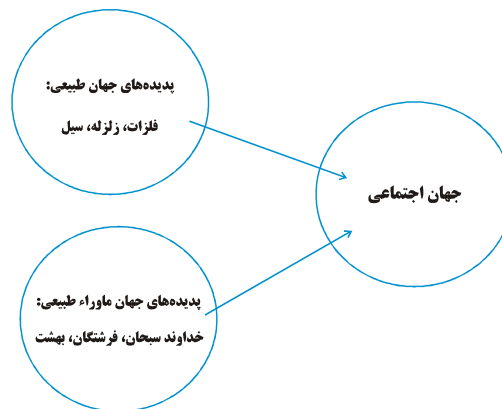 پدیده‌های جهان طبیعی:
فلزات، زلزله، سیل
جهان اجتماعی
پدیده‌های جهان ماوراء طبیعی:
خداوند سبحان، فرشتگان، بهشت